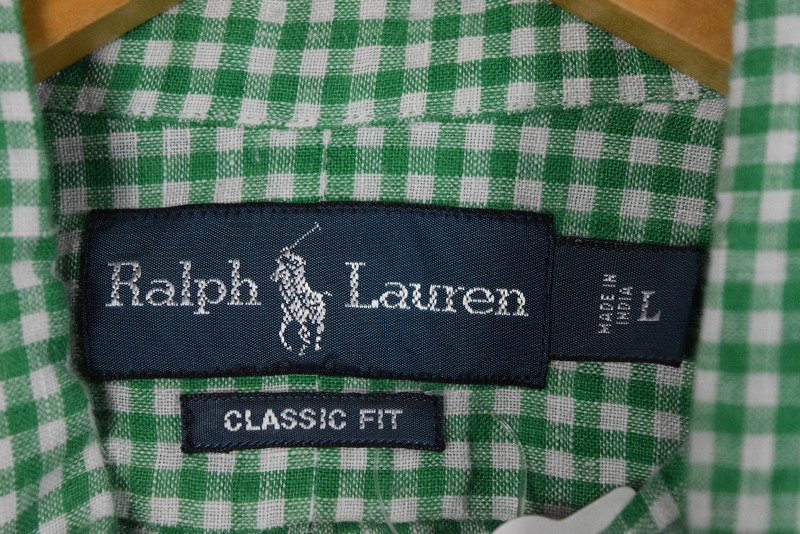 Ralph Lauren
MADE IN
INDIA
L
CLASSIC FIT